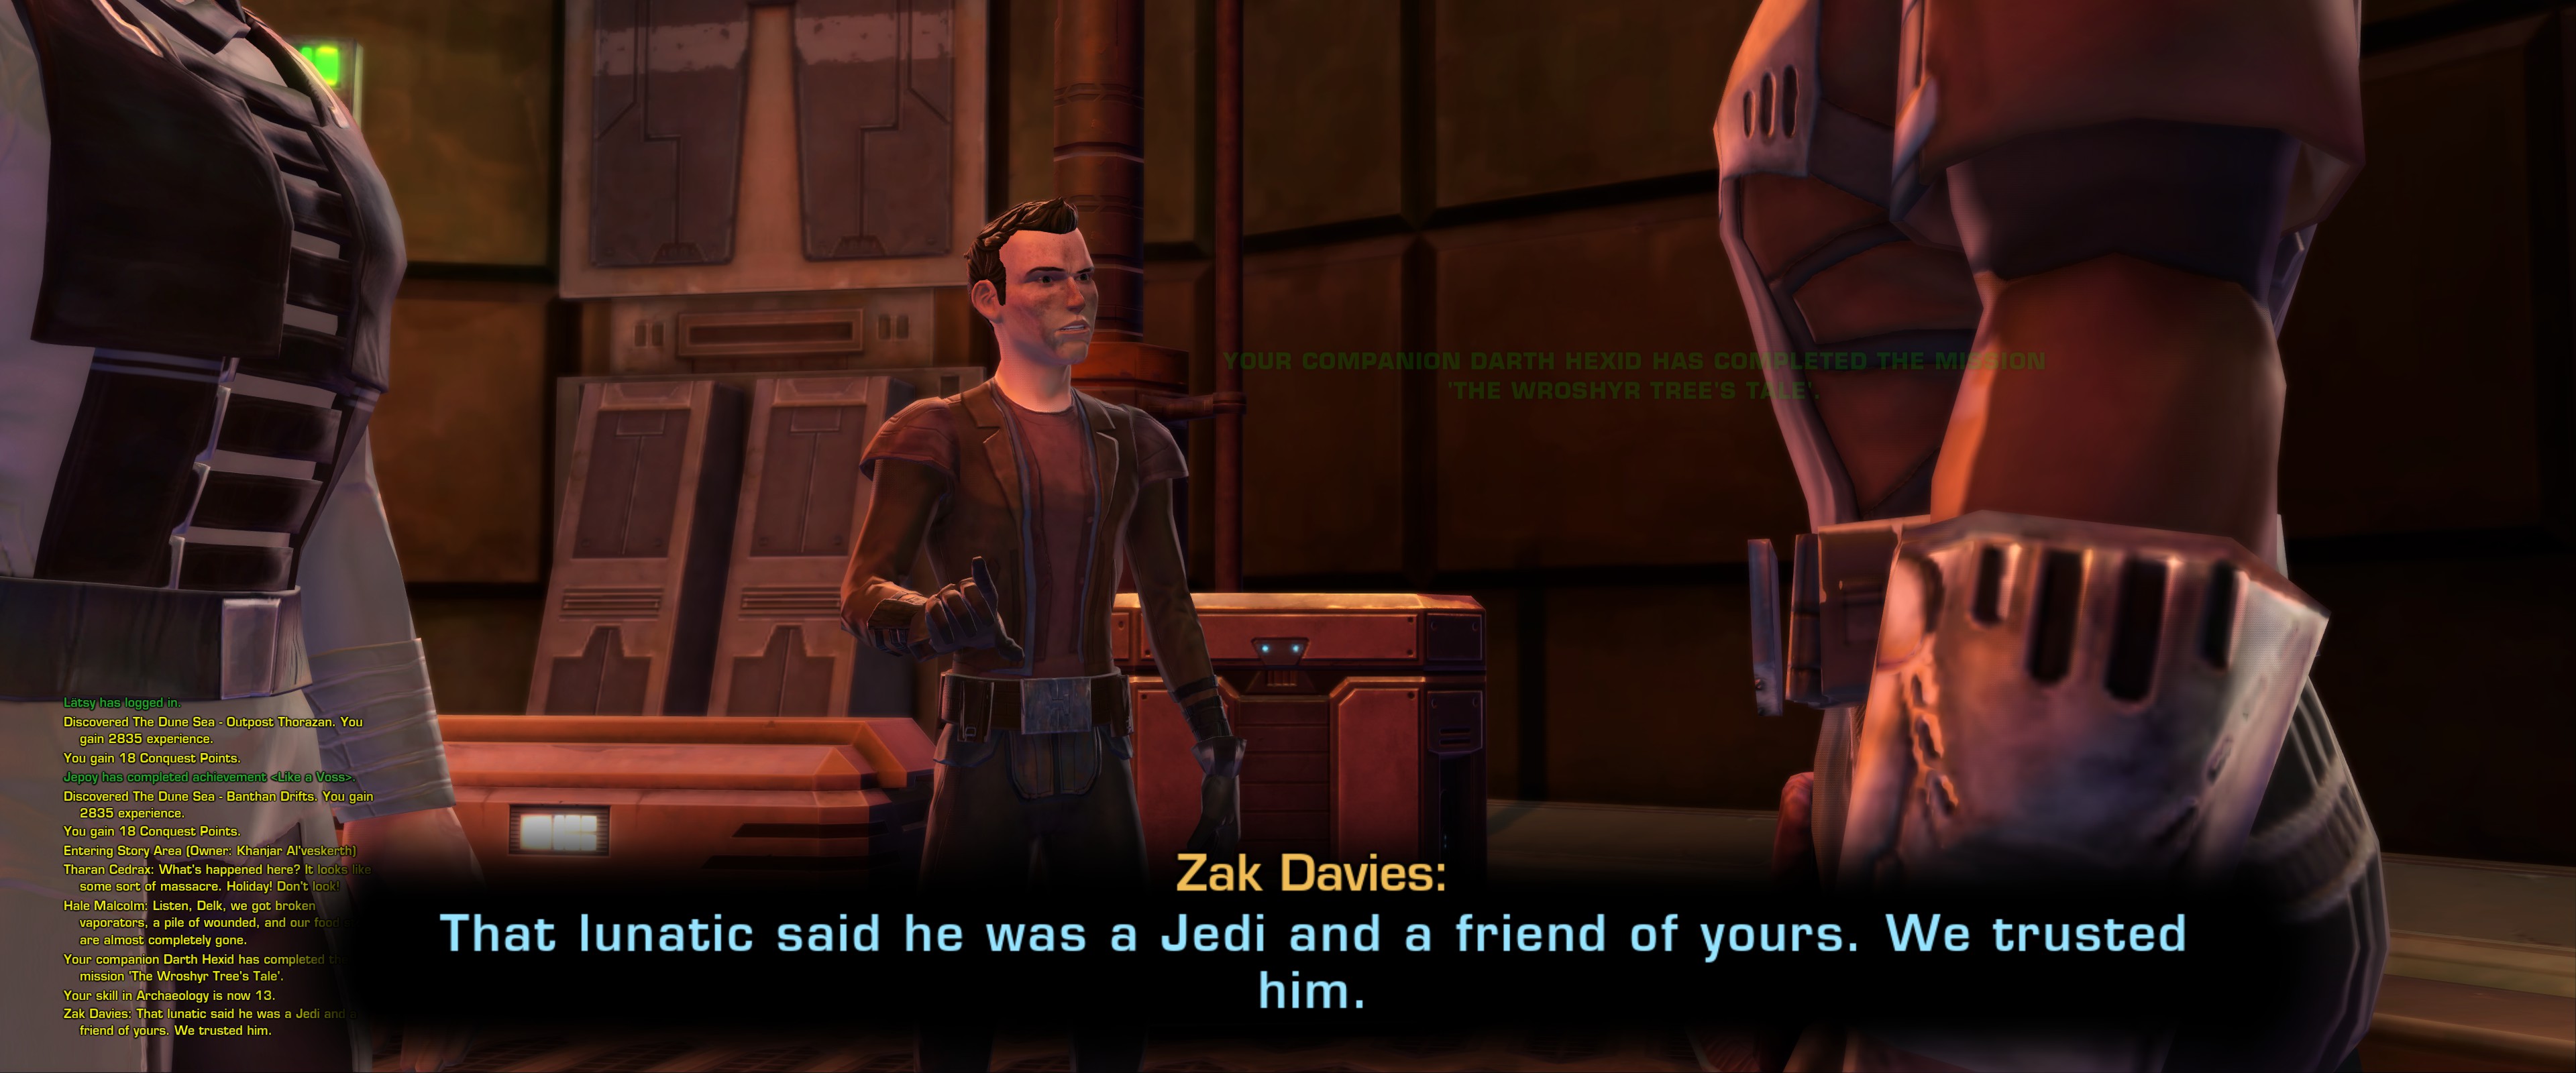 YOUR COMPANION DARTH HEXID HAS COMPLETED THE MISSION
'THE WROSHYR TREE'S TALE'.
Lätsy has logged in.
Discovered The Dune Sea - Outpost Thorazan. You
gain 2835 experience.
You gain 18 Conquest Points.
Jepoy has completed achievement <Like a Voss>.
Discovered The Dune Sea - Banthan Drifts. You gain
2835 experience.
You gain 18 Conquest Points.
Entering Story Area (Owner: Khanjar Al'veskerth)
Tharan Cedrax: What's happened here? It looks like
some sort of massacre. Holiday! Don't look!
Hale Malcolm: Listen, Delk, we got broken
vaporators, a pile of wounded, and our food
are almost completely gone.
Your companion Darth Hexid has completed the
mission 'The Wroshyr Tree's Tale'.
Your skill in Archaeology is now 13.
Zak Davies: That lunatic said he was a Jedi and a
friend of yours. We trusted him.
Zak Davies:
That lunatic said he was a Jedi and a friend of yours. We trusted
him.